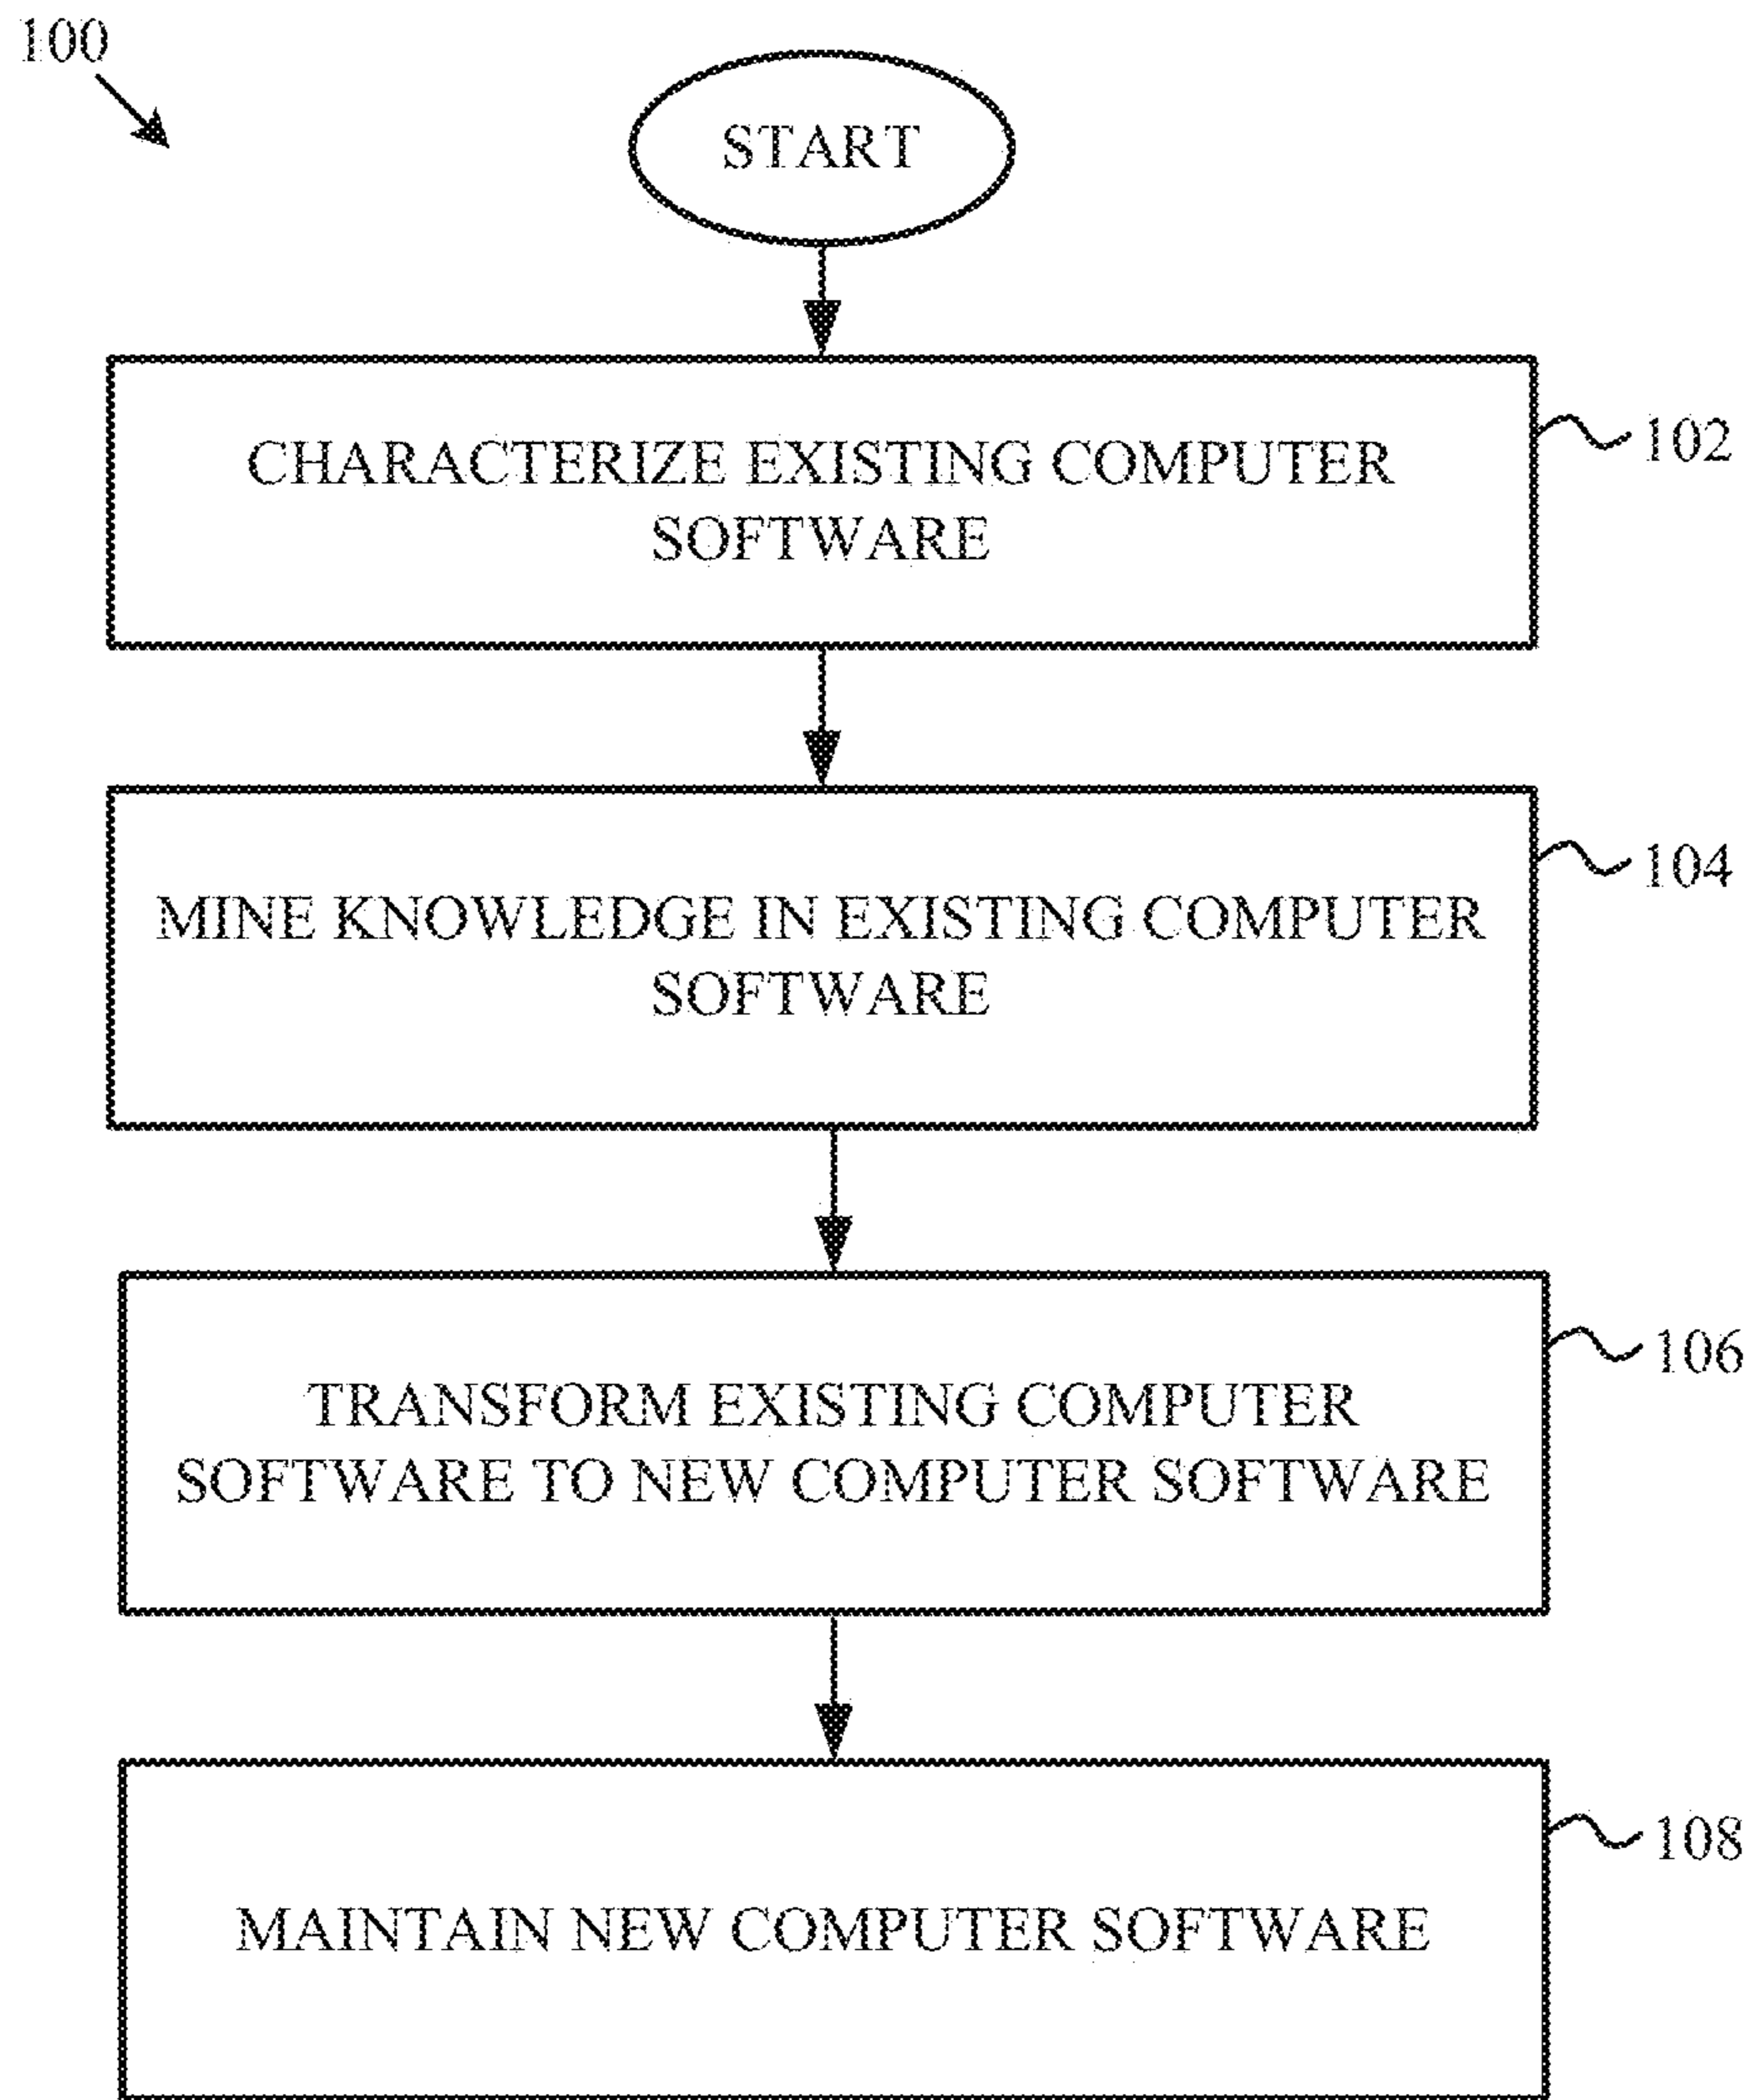 100
START
CHARACTERIZE EXISTING COMPUTER
SOFTWARE
102
MINE KNOWLEDGE IN EXISTING COMPUTER
SOFTWARE
104
TRANSFORM EXISTING COMPUTER
SOFTWARE TO NEW COMPUTER SOFTWARE
106
MAINTAIN NEW COMPUTER SOFTWARE
108